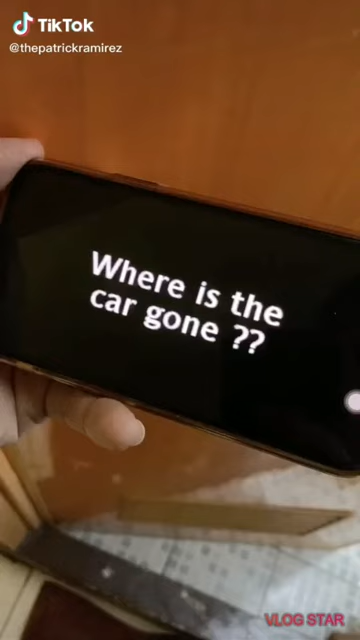 TikTok
@thepatrickramirez
Where is the
car gone ??
VLOG STAR